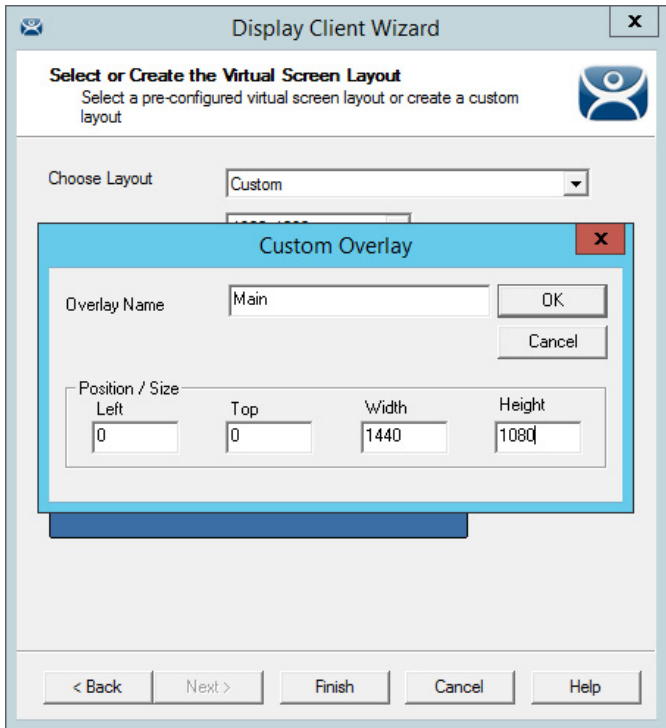 Display Client Wizard
x
Select or Create the Virtual Screen Layout
Select a pre-configured virtual screen layout or create a custom
layout
Choose Layout
Custom
Custom Overlay
x
Overlay Name
Main
OK
Cancel
Position / Size
Left
Top
Width
Height
0
0
1440
1080
< Back
Next >
Finish
Cancel
Help